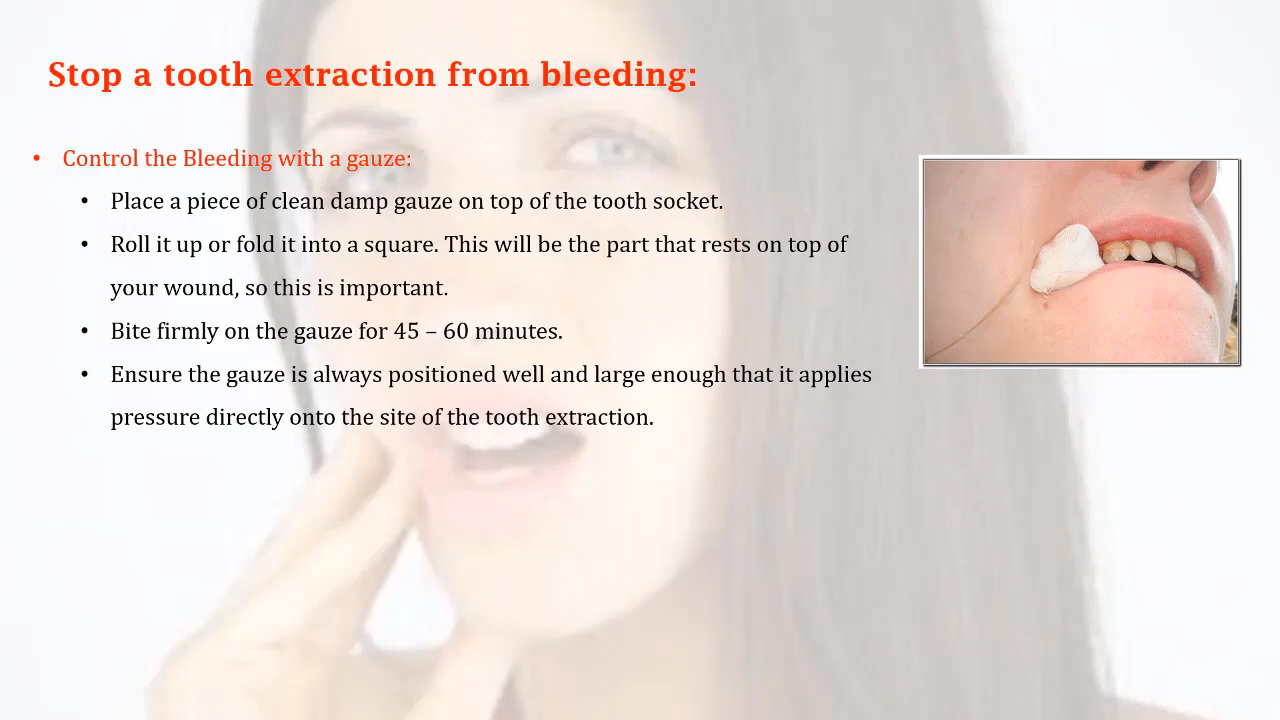 Stop a tooth extraction from bleeding:
• Control the Bleeding with a gauze:
• Place a piece of clean damp gauze on top of the tooth socket.
• Roll it up or fold it into a square. This will be the part that rests on top of
your wound, so this is important.
• Bite firmly on the gauze for 45 – 60 minutes.
• Ensure the gauze is always positioned well and large enough that it applies
pressure directly onto the site of the tooth extraction.